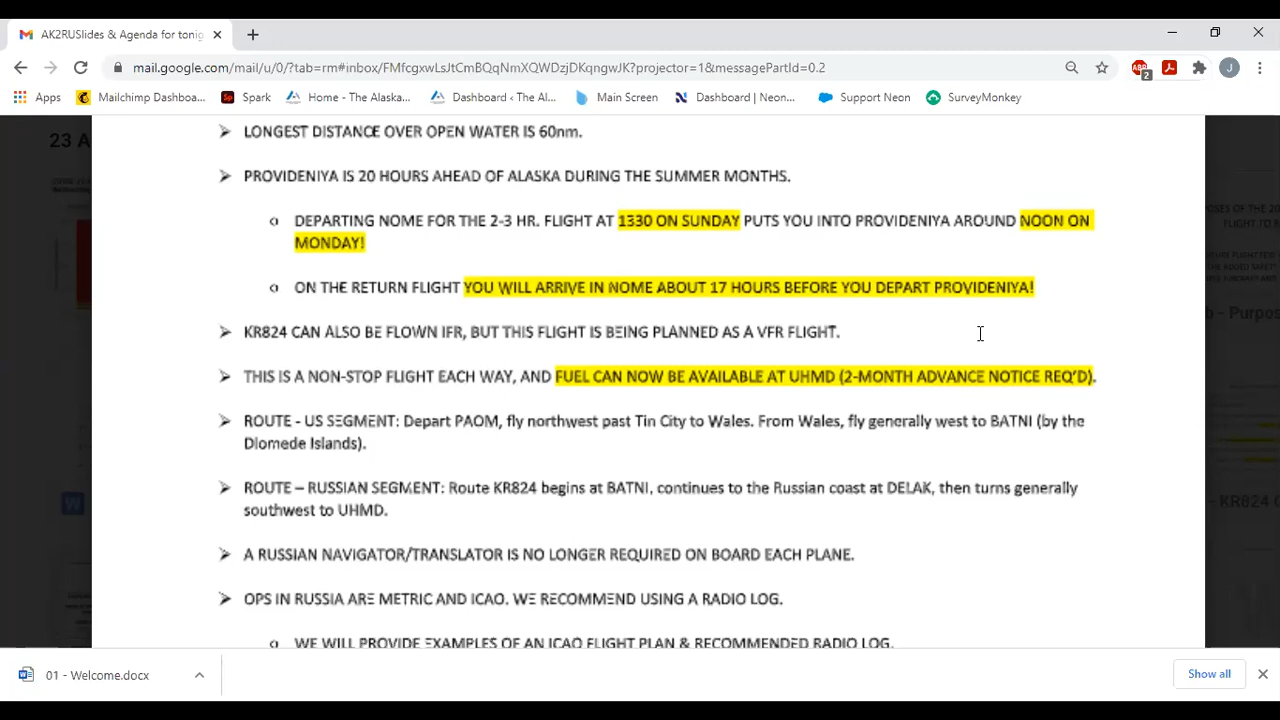 AK2RUSlides & Agenda for tonig
mail.google.com/mail/u/0/?tab=rm#inbox/FMfcgxwLsJtCmBQqNmXQWDzjDKqngwJK?projector=1&messagePartId=0.2
ABP 2 J
Apps Mailchimp Dashboa... Spark Home - The Alaska... Dashboard < The Al... Main Screen Dashboard | Neon... Support Neon SurveyMonkey
23 A
➢ LONGEST DISTANCE OVER OPEN WATER IS 60nm.
➢ PROVIDENIYA IS 20 HOURS AHEAD OF ALASKA DURING THE SUMMER MONTHS.
o DEPARTING NOME FOR THE 2-3 HR. FLIGHT AT 1330 ON SUNDAY PUTS YOU INTO PROVIDENIYA AROUND NOON ON
MONDAY!
o ON THE RETURN FLIGHT YOU WILL ARRIVE IN NOME ABOUT 17 HOURS BEFORE YOU DEPART PROVIDENIYA!
➢ KR824 CAN ALSO BE FLOWN IFR, BUT THIS FLIGHT IS BEING PLANNED AS A VFR FLIGHT.
➢ THIS IS A NON-STOP FLIGHT EACH WAY, AND FUEL CAN NOW BE AVAILABLE AT UHMD (2-MONTH ADVANCE NOTICE REQ'D).
➢ ROUTE - US SEGMENT: Depart PAOM, fly northwest past Tin City to Wales. From Wales, fly generally west to BATNI (by the
Diomede Islands).
➢ ROUTE – RUSSIAN SEGMENT: Route KR824 begins at BATNI, continues to the Russian coast at DELAK, then turns generally
southwest to UHMD.
➢ A RUSSIAN NAVIGATOR/TRANSLATOR IS NO LONGER REQUIRED ON BOARD EACH PLANE.
➢ OPS IN RUSSIA ARE METRIC AND ICAO. WE RECOMMEND USING A RADIO LOG.
o WE WILL PROVIDE EXAMPLES OF AN ICAO FLIGHT PLAN & RECOMMENDED RADIO LOG.
b - Purpos
- KR824 C
01 - Welcome.docx
Show all